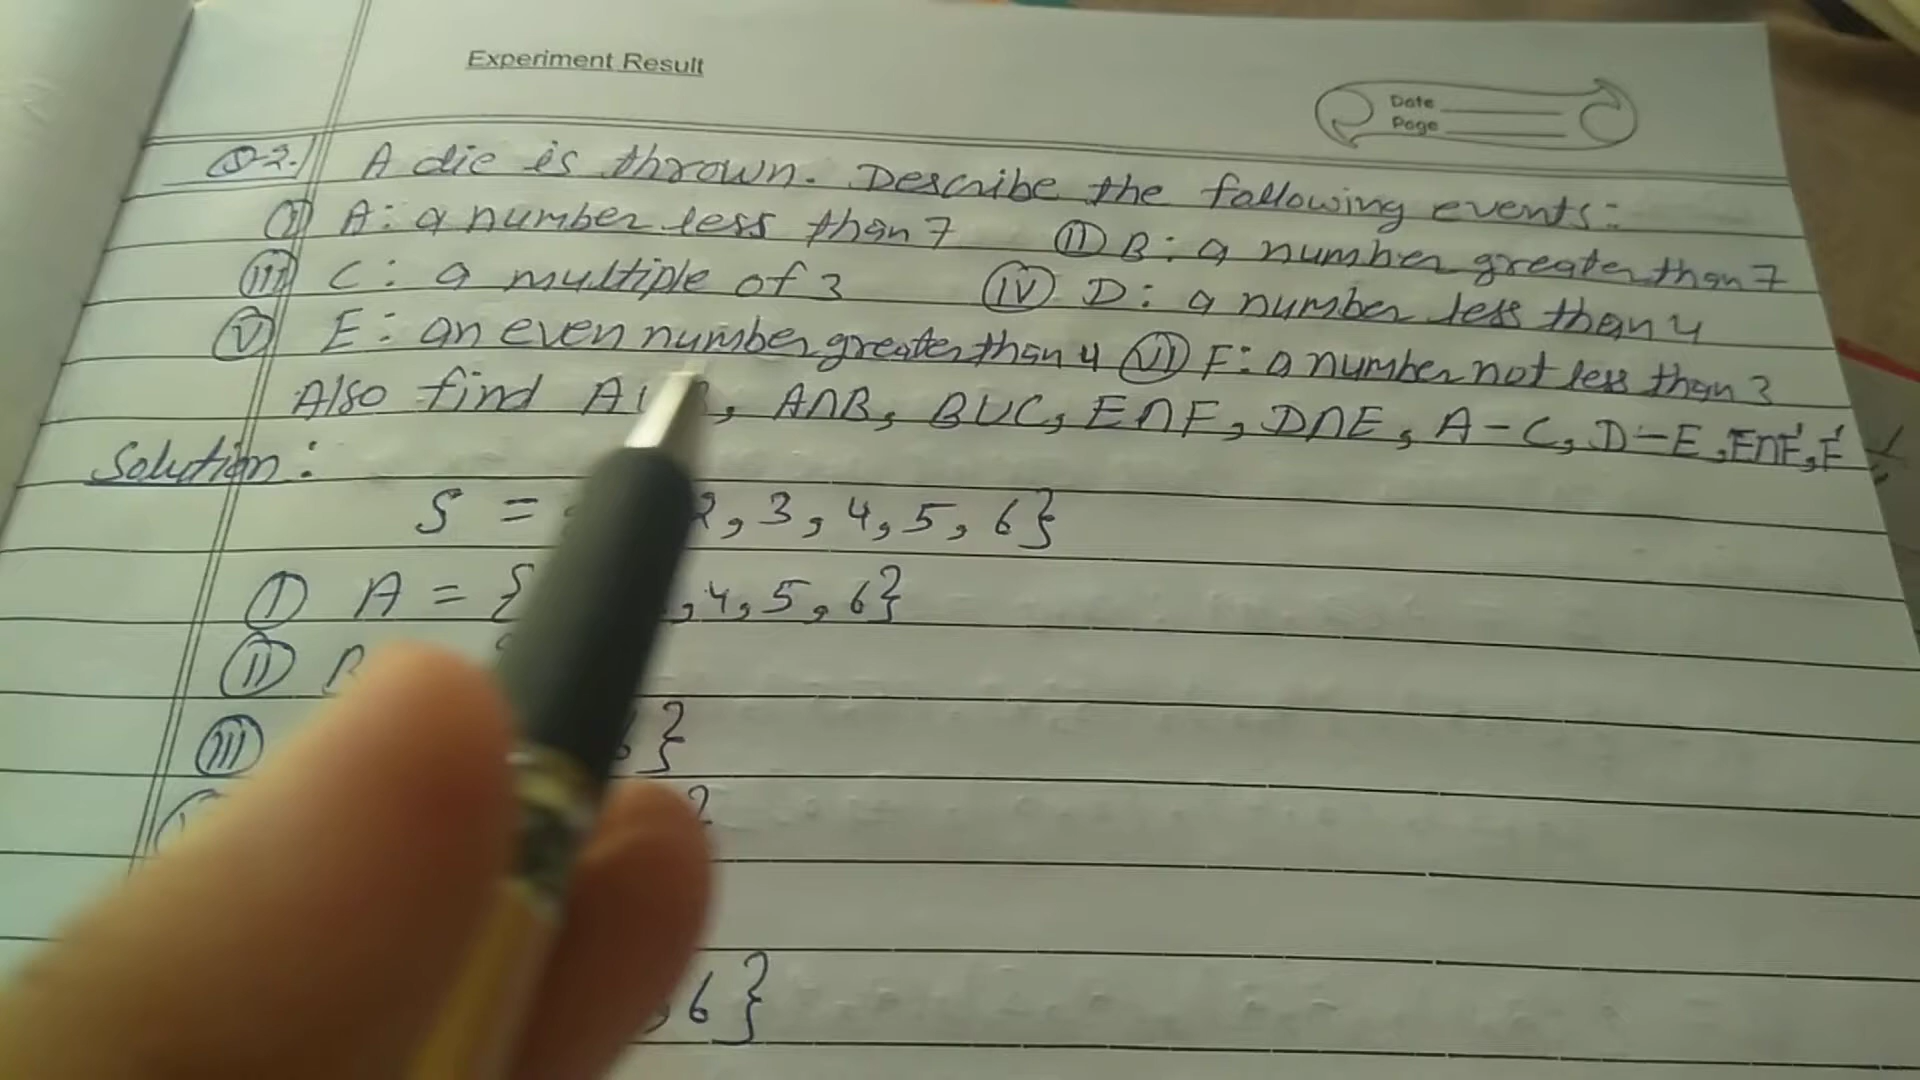 Experiment Result
Date
Page
Q-2. A die is thrown. Describe the following events:
(I) A: a number less than 7 (II) B: a number greater than 7
(III) C: a multiple of 3 (IV) D: a number less than 4
(V) E: an even number greater than 4 (VI) F: a number not less than 3
Also find A∪B, A∩B, B∪C, E∩F, D∩E, A-C, D-E, E∩F', F'
Solution:
S = 2, 3, 4, 5, 6}
(I) A = { , 4, 5, 6}
(II) B
(III) }
, 6}